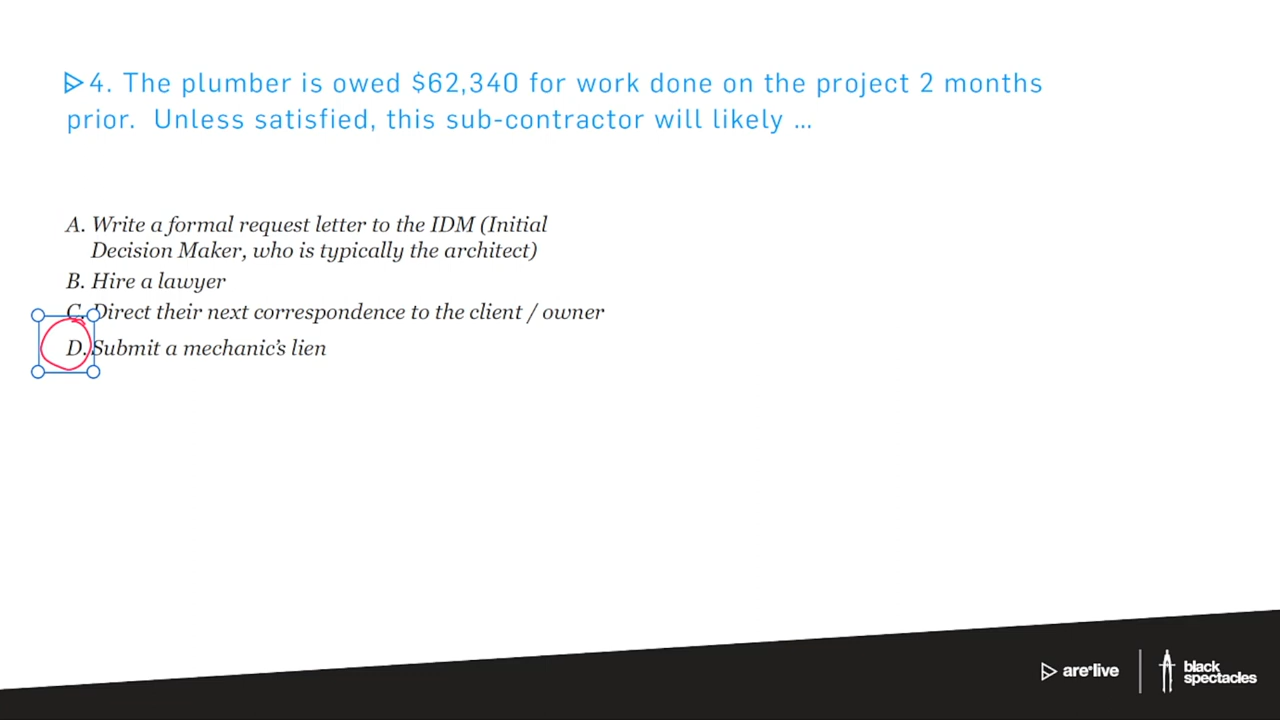 4. The plumber is owed $62,340 for work done on the project 2 months
prior. Unless satisfied, this sub-contractor will likely ...
A. Write a formal request letter to the IDM (Initial
Decision Maker, who is typically the architect)
B. Hire a lawyer
C. Direct their next correspondence to the client / owner
D. Submit a mechanic's lien
are•live
black
spectacles